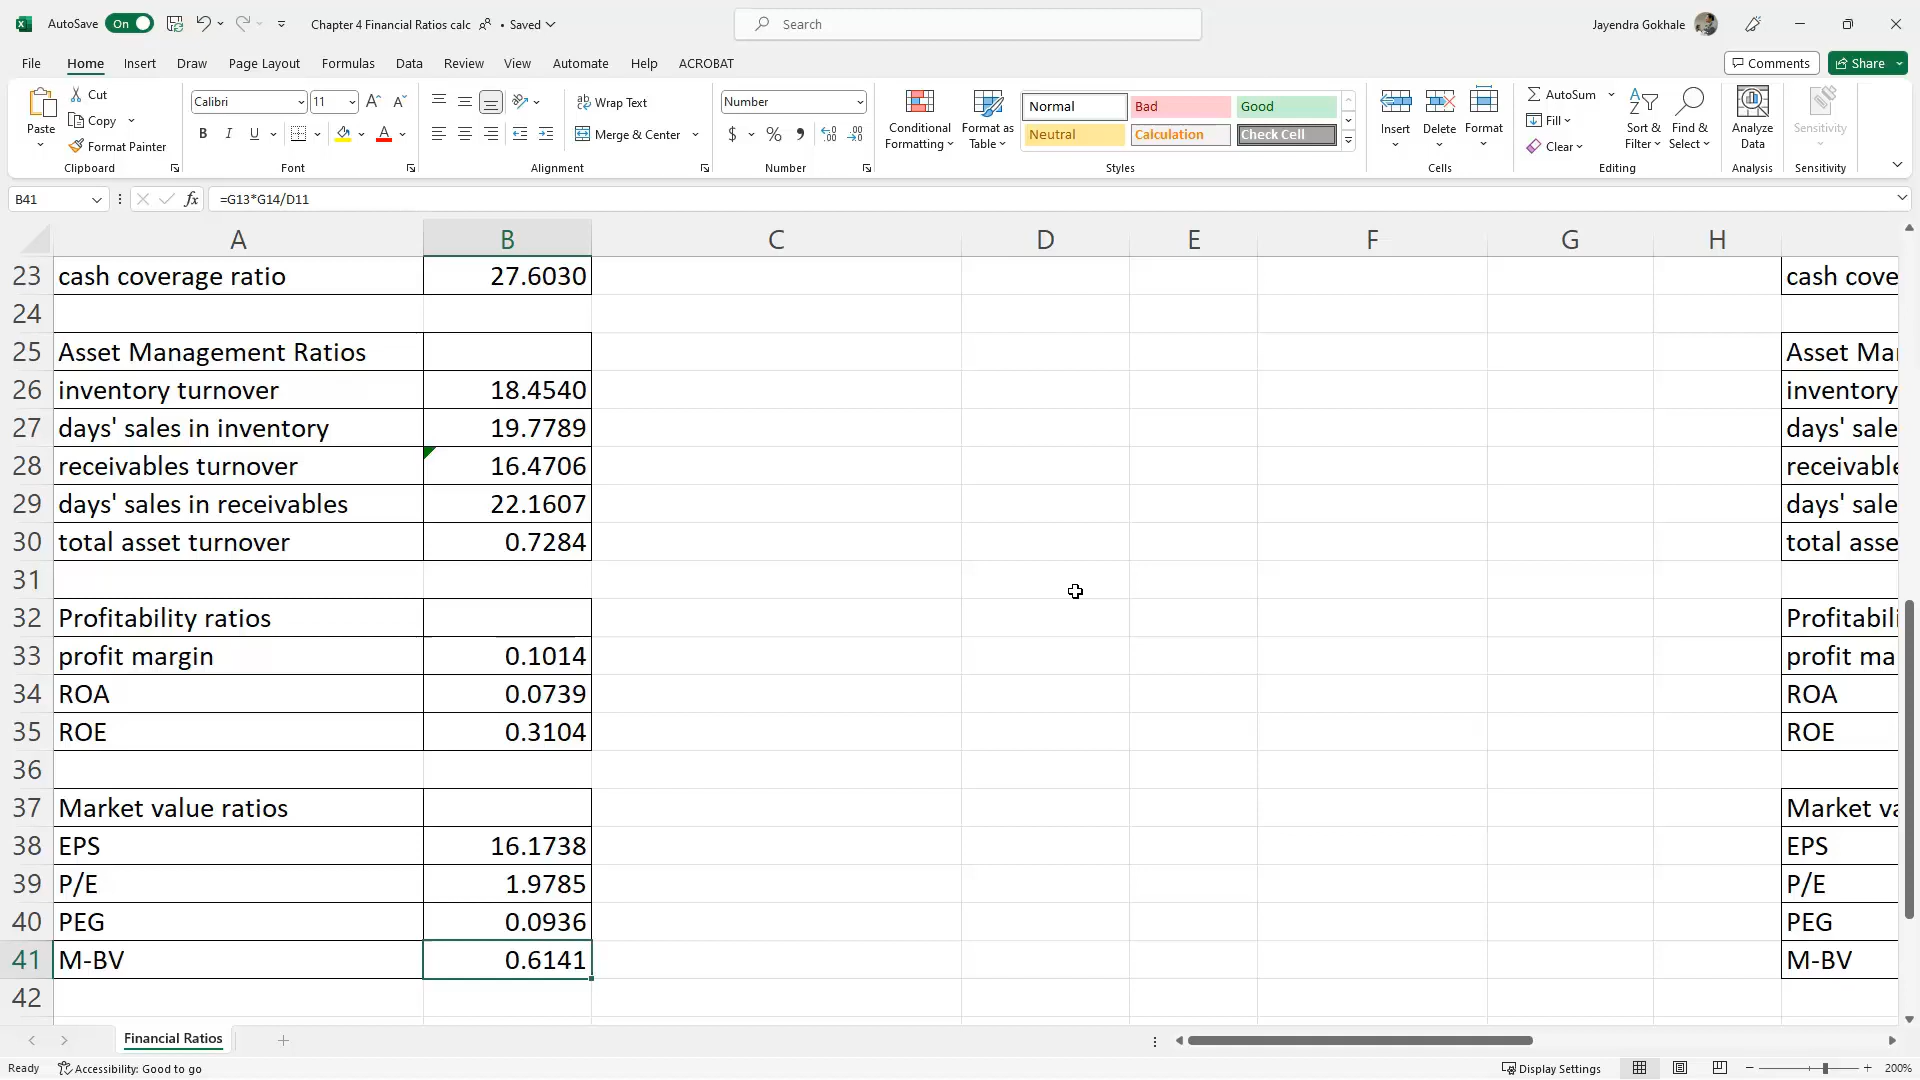 AutoSave On Chapter 4 Financial Ratios calc • Saved Search Jayendra Gokhale
File Home Insert Draw Page Layout Formulas Data Review View Automate Help ACROBAT Comments Share
Paste Cut Calibri 11 Wrap Text Number Conditional Formatting Format as Table Normal Bad Good Insert Delete Format AutoSum Sort & Filter Find & Select Analyze Data Sensitivity
Copy B I U A Merge & Center $ % Neutral Calculation Check Cell Fill
Format Painter Clear
Clipboard Font Alignment Number Styles Cells Editing Analysis Sensitivity
B41 fx =G13*G14/D11
A B C D E F G H
23 cash coverage ratio 27.6030 cash cove
24
25 Asset Management Ratios Asset Ma
26 inventory turnover 18.4540 inventory
27 days' sales in inventory 19.7789 days' sale
28 receivables turnover 16.4706 receivable
29 days' sales in receivables 22.1607 days' sale
30 total asset turnover 0.7284 total asse
31
32 Profitability ratios Profitabili
33 profit margin 0.1014 profit ma
34 ROA 0.0739 ROA
35 ROE 0.3104 ROE
36
37 Market value ratios Market va
38 EPS 16.1738 EPS
39 P/E 1.9785 P/E
40 PEG 0.0936 PEG
41 M-BV 0.6141 M-BV
42
Financial Ratios
Ready Accessibility: Good to go Display Settings 200%